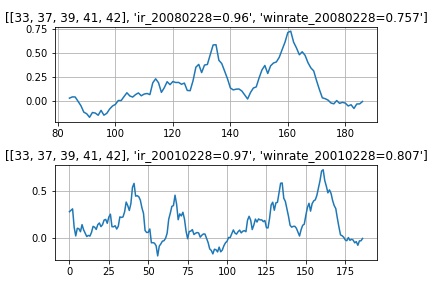 [[33, 37, 39, 41, 42], 'ir_20080228=0.96', 'winrate_20080228=0.757']
0.75
0.50
0.25
0.00
80 100 120 140 160 180
[[33, 37, 39, 41, 42], 'ir_20010228=0.97', 'winrate_20010228=0.807']
0.5
0.0
0 25 50 75 100 125 150 175